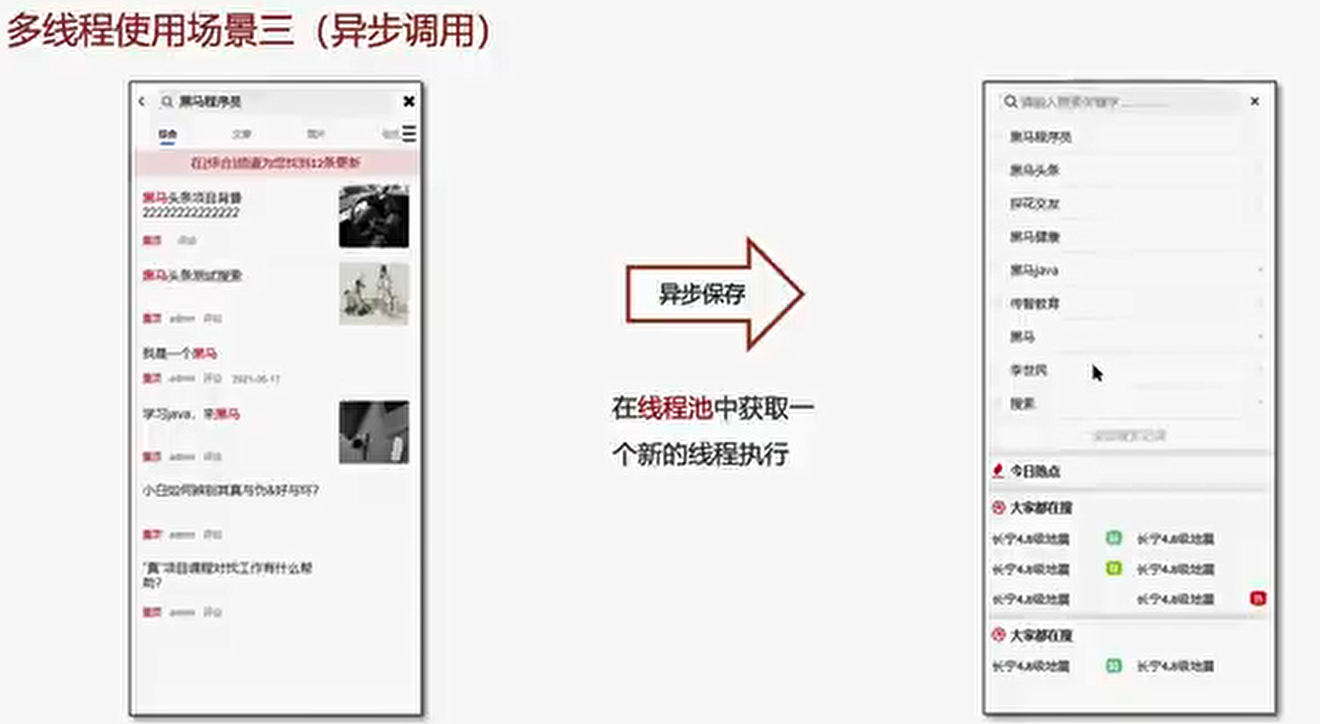 多线程使用场景三（异步调用）
黑马程序员
综合 文章 图片
在[综合]频道为您找到12条更新
黑马头条项目背景
22222222222222
置顶 评论
黑马头条测试搜索
置顶 admin 评论
我是一个黑马
置顶 admin 评论 2021-06-17
学习java，来黑马
置顶 admin 评论
小白如何辨别其真与伪&好与坏?
置顶 admin 评论
"真"项目课程对找工作有什么帮
助?
置顶 admin 评论
异步保存
在线程池中获取一
个新的线程执行
请输入搜索关键字
黑马程序员
黑马头条
探花交友
黑马健康
黑马java
传智教育
黑马
李世民
搜索
今日热点
大家都在搜
长宁4.8级地震 长宁4.8级地震
长宁4.8级地震 长宁4.8级地震
长宁4.8级地震 长宁4.8级地震
大家都在搜
长宁4.8级地震 长宁4.8级地震